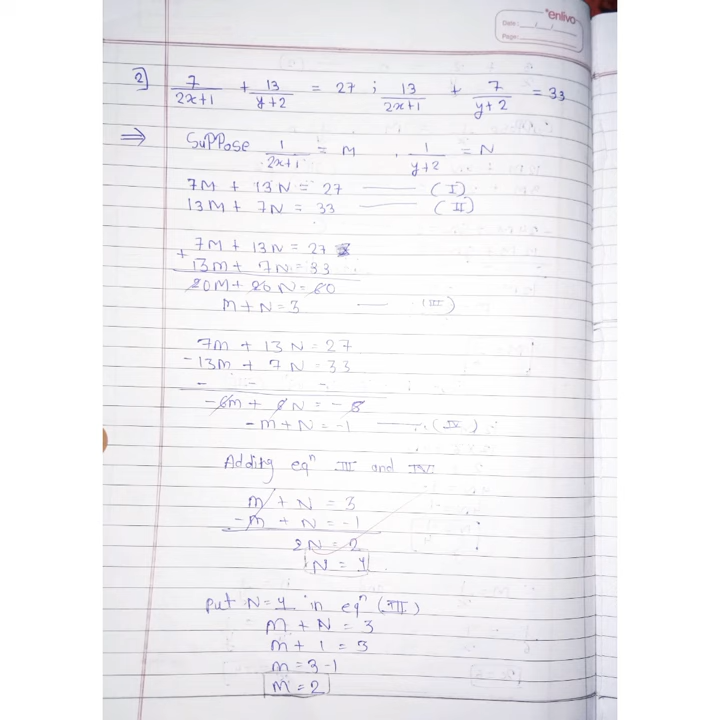 enlivo
Date : / /
Page :
2] 7/(2x+1) + 13/(y+2) = 27 ; 13/(2x+1) + 7/(y+2) = 33
⇒ Suppose 1/(2x+1) = M , 1/(y+2) = N
7M + 13N = 27 —— (I)
13M + 7N = 33 —— (II)
7M + 13N = 27
+ 13M + 7N = 33
20M + 20N = 60
M + N = 3 —— (III)
7M + 13N = 27
- 13M + 7N = 33
- - -
-6M + 6N = -6
-M + N = -1 —— (IV)
Adding eqⁿ III and IV
M + N = 3
-M + N = -1
2N = 2
N = 1
put N = 1 in eqⁿ (III)
M + N = 3
M + 1 = 3
M = 3-1
M = 2